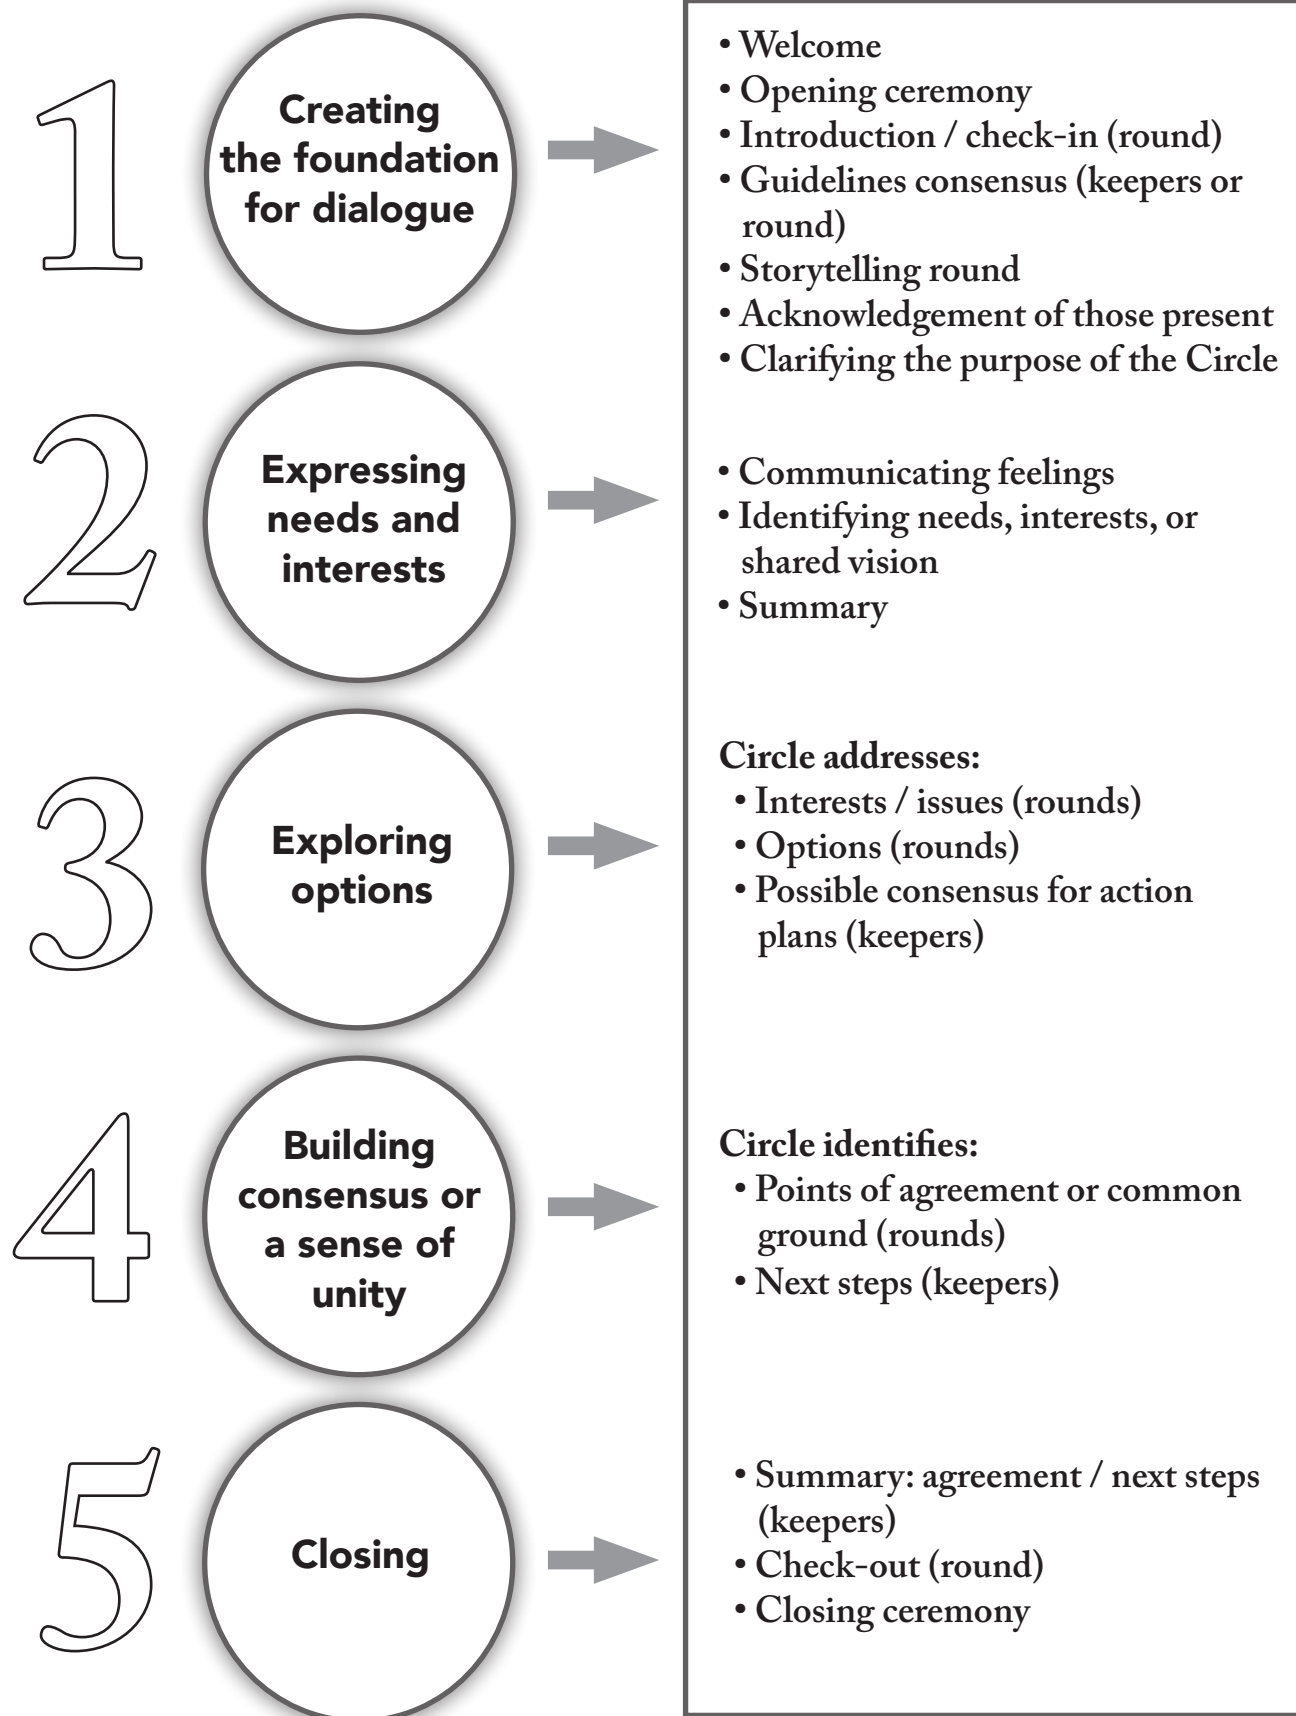 1
Creating
the foundation
for dialogue
• Welcome
• Opening ceremony
• Introduction / check-in (round)
• Guidelines consensus (keepers or
round)
• Storytelling round
• Acknowledgement of those present
• Clarifying the purpose of the Circle
2
Expressing
needs and
interests
• Communicating feelings
• Identifying needs, interests, or
shared vision
• Summary
3
Exploring
options
Circle addresses:
• Interests / issues (rounds)
• Options (rounds)
• Possible consensus for action
plans (keepers)
4
Building
consensus or
a sense of
unity
Circle identifies:
• Points of agreement or common
ground (rounds)
• Next steps (keepers)
5
Closing
• Summary: agreement / next steps
(keepers)
• Check-out (round)
• Closing ceremony